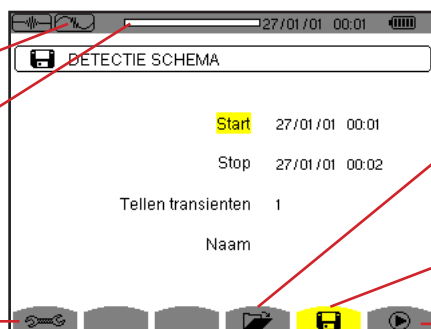 27/01/01 00:01
DETECTIE SCHEMA
Start 27/01/01 00:01
Stop 27/01/01 00:02
Tellen transienten 1
Naam